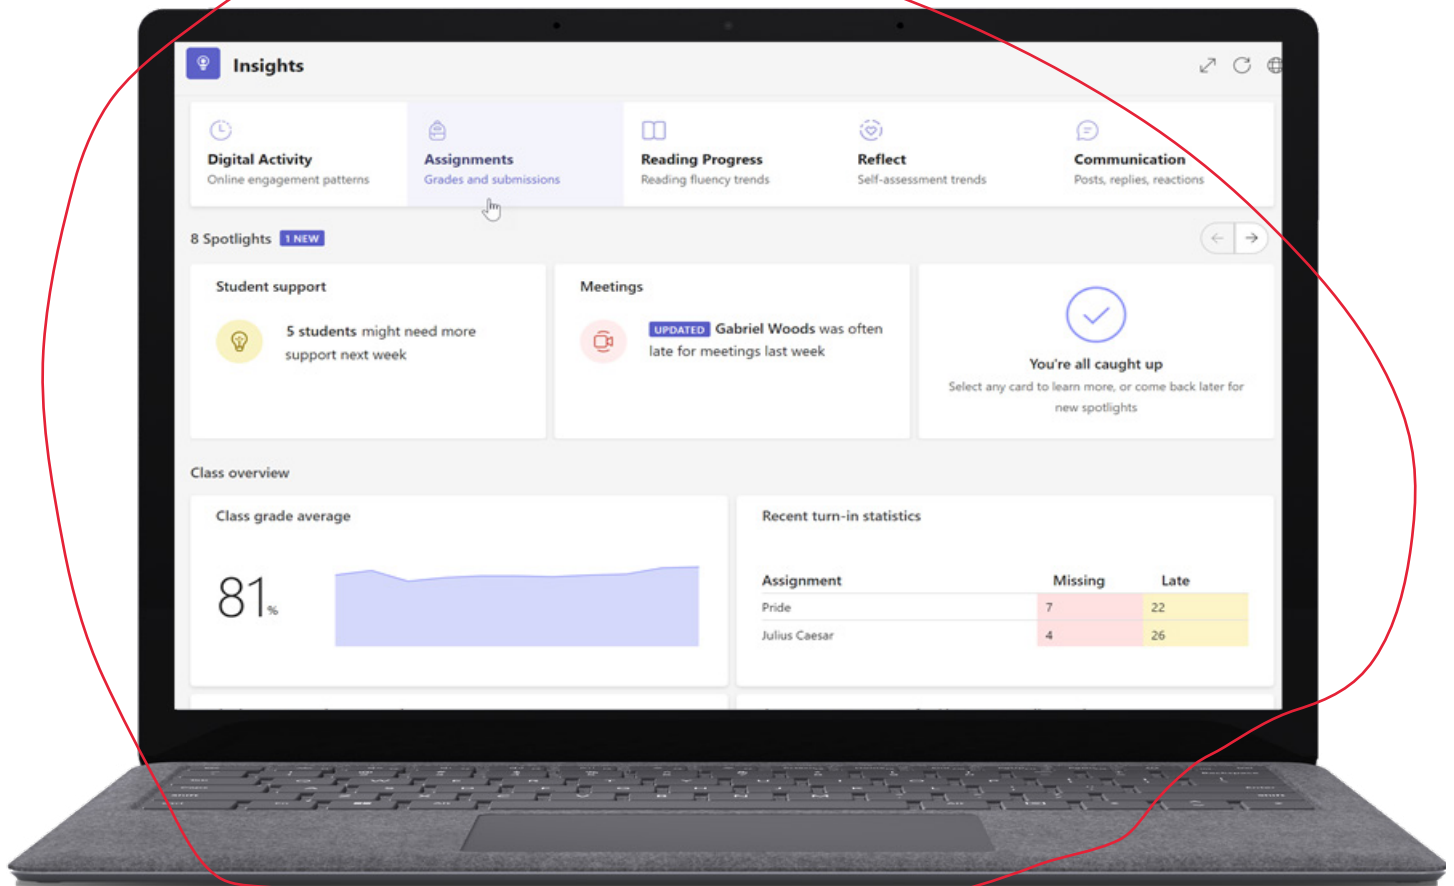 Insights
Digital Activity
Online engagement patterns
Assignments
Grades and submissions
Reading Progress
Reading fluency trends
Reflect
Self-assessment trends
Communication
Posts, replies, reactions
8 Spotlights 1 NEW
Student support
5 students might need more
support next week
Meetings
UPDATED Gabriel Woods was often
late for meetings last week
You're all caught up
Select any card to learn more, or come back later for
new spotlights
Class overview
Class grade average
81%
Recent turn-in statistics
Assignment Missing Late
Pride 7 22
Julius Caesar 4 26